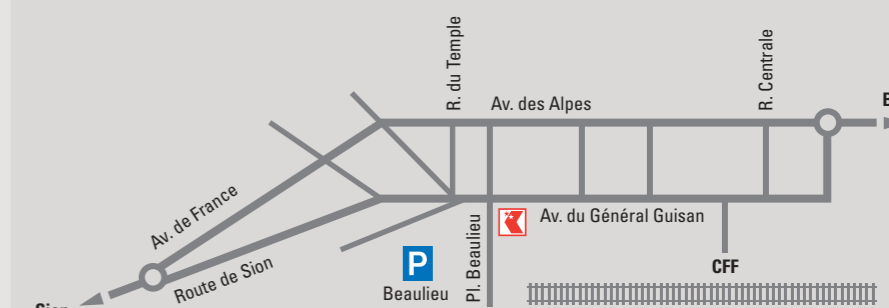 R. du Temple
Av. des Alpes
R. Centrale
Av. de France
Route de Sion
Pl. Beaulieu
Av. du Général Guisan
P
Beaulieu
CFF